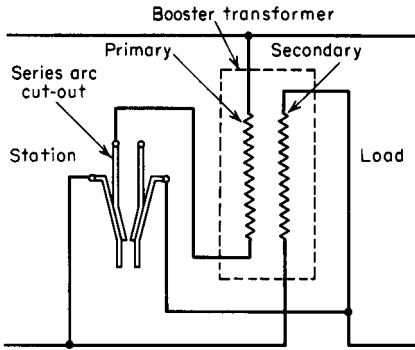 Booster transformer
Primary
Secondary
Series arc
cut-out
Station
Load